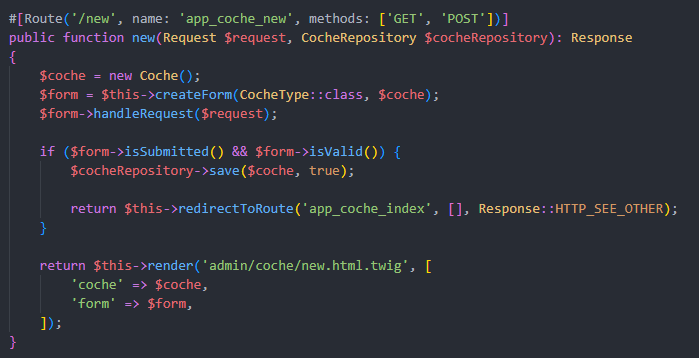 #[Route('/new', name: 'app_coche_new', methods: ['GET', 'POST'])]
public function new(Request $request, CocheRepository $cocheRepository): Response
{
    $coche = new Coche();
    $form = $this->createForm(CocheType::class, $coche);
    $form->handleRequest($request);

    if ($form->isSubmitted() && $form->isValid()) {
        $cocheRepository->save($coche, true);

        return $this->redirectToRoute('app_coche_index', [], Response::HTTP_SEE_OTHER);
    }

    return $this->render('admin/coche/new.html.twig', [
        'coche' => $coche,
        'form' => $form,
    ]);
}